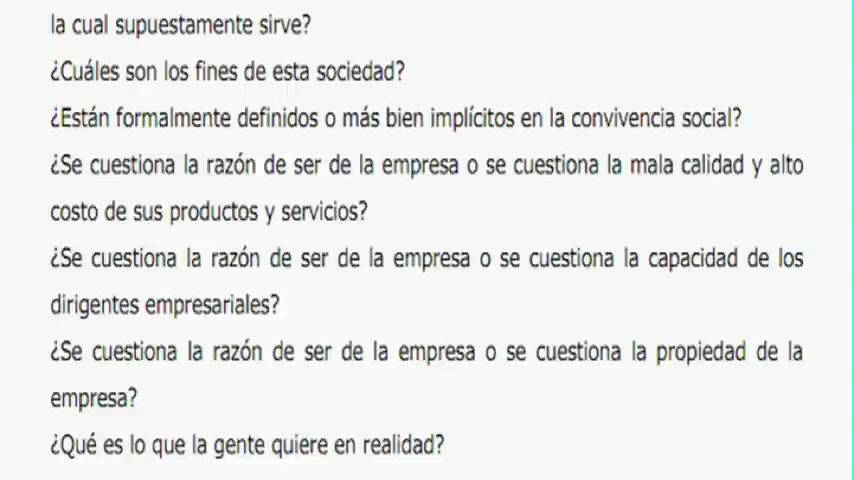 la cual supuestamente sirve?
¿Cuáles son los fines de esta sociedad?
¿Están formalmente definidos o más bien implícitos en la convivencia social?
¿Se cuestiona la razón de ser de la empresa o se cuestiona la mala calidad y alto
costo de sus productos y servicios?
¿Se cuestiona la razón de ser de la empresa o se cuestiona la capacidad de los
dirigentes empresariales?
¿Se cuestiona la razón de ser de la empresa o se cuestiona la propiedad de la
empresa?
¿Qué es lo que la gente quiere en realidad?